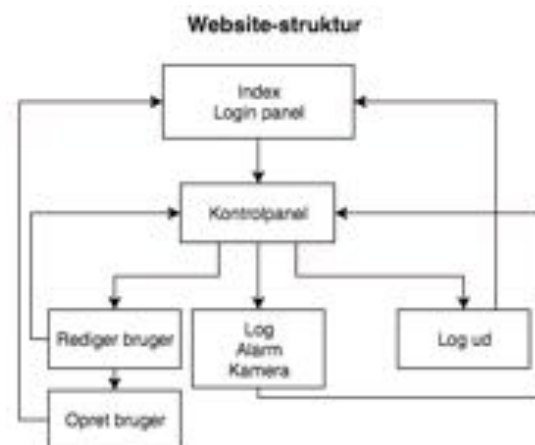 Website-struktur
Index
Login panel
Kontrolpanel
Rediger bruger
Log
Alarm
Kamera
Log ud
Opret bruger